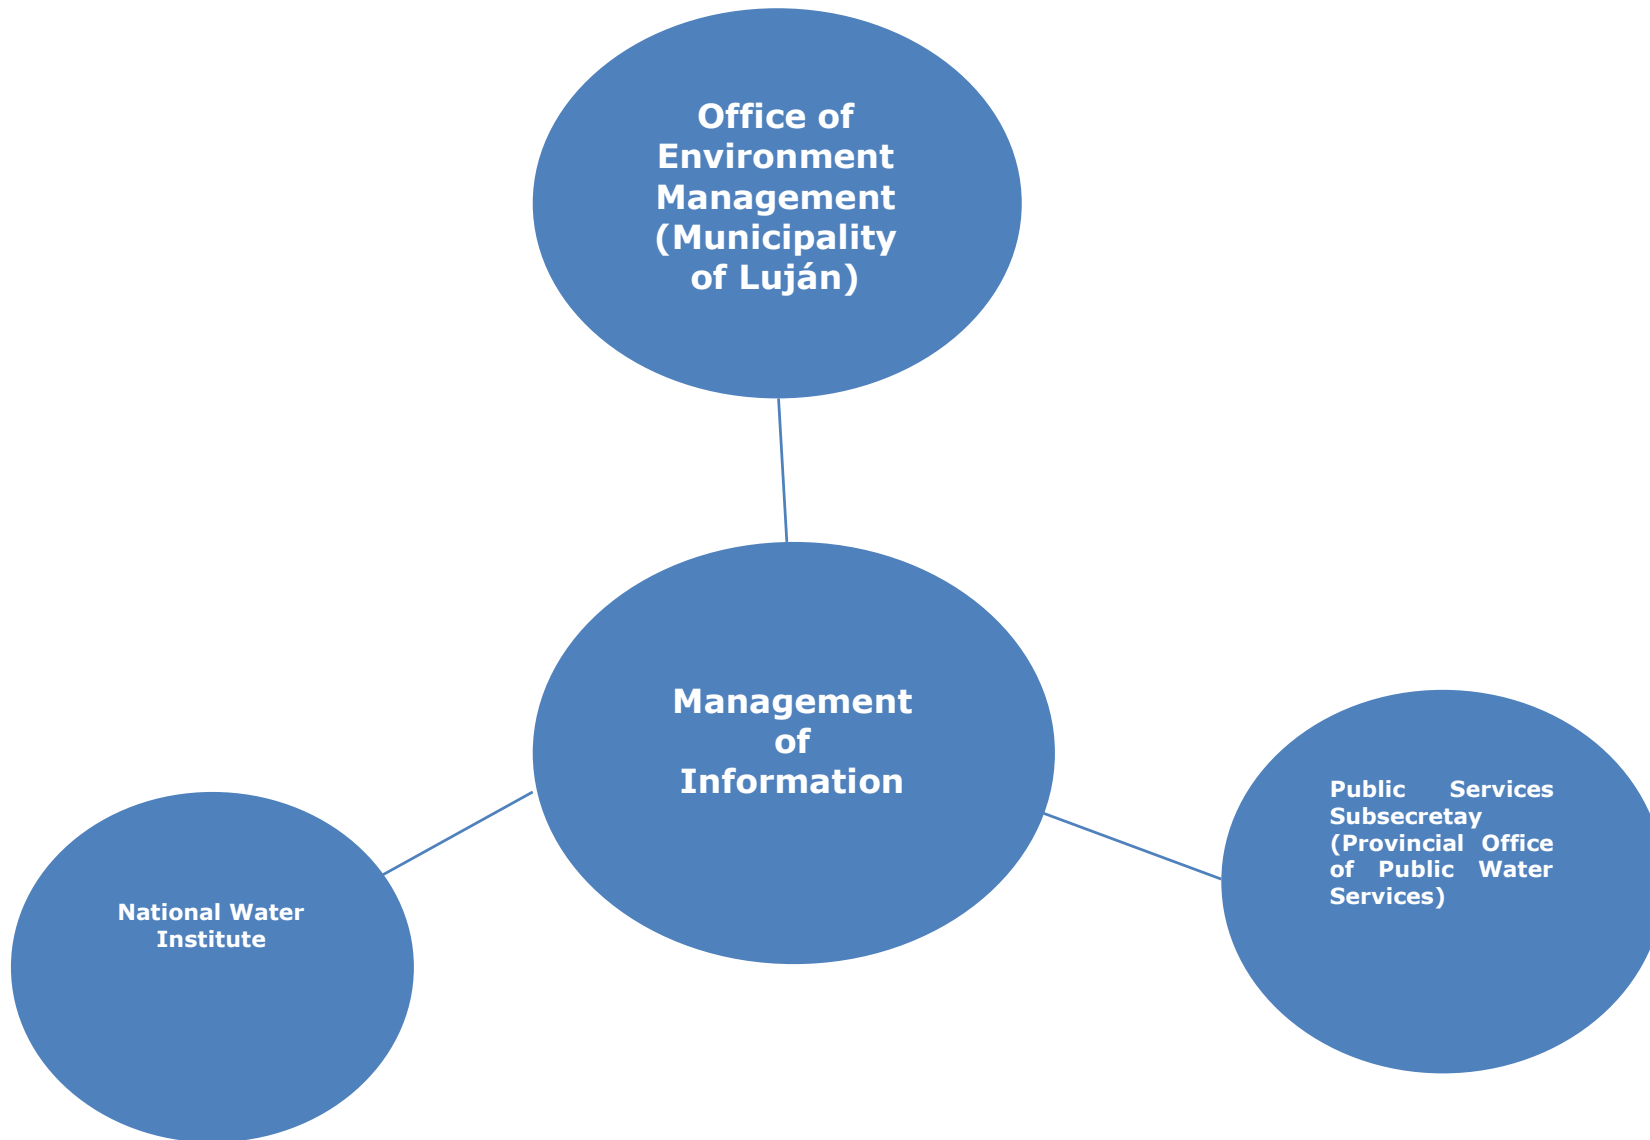 Office of
Environment
Management
(Municipality
of Luján)
Management
of
Information
Public Services
Subsecretay
(Provincial Office
of Public Water
Services)
National Water
Institute